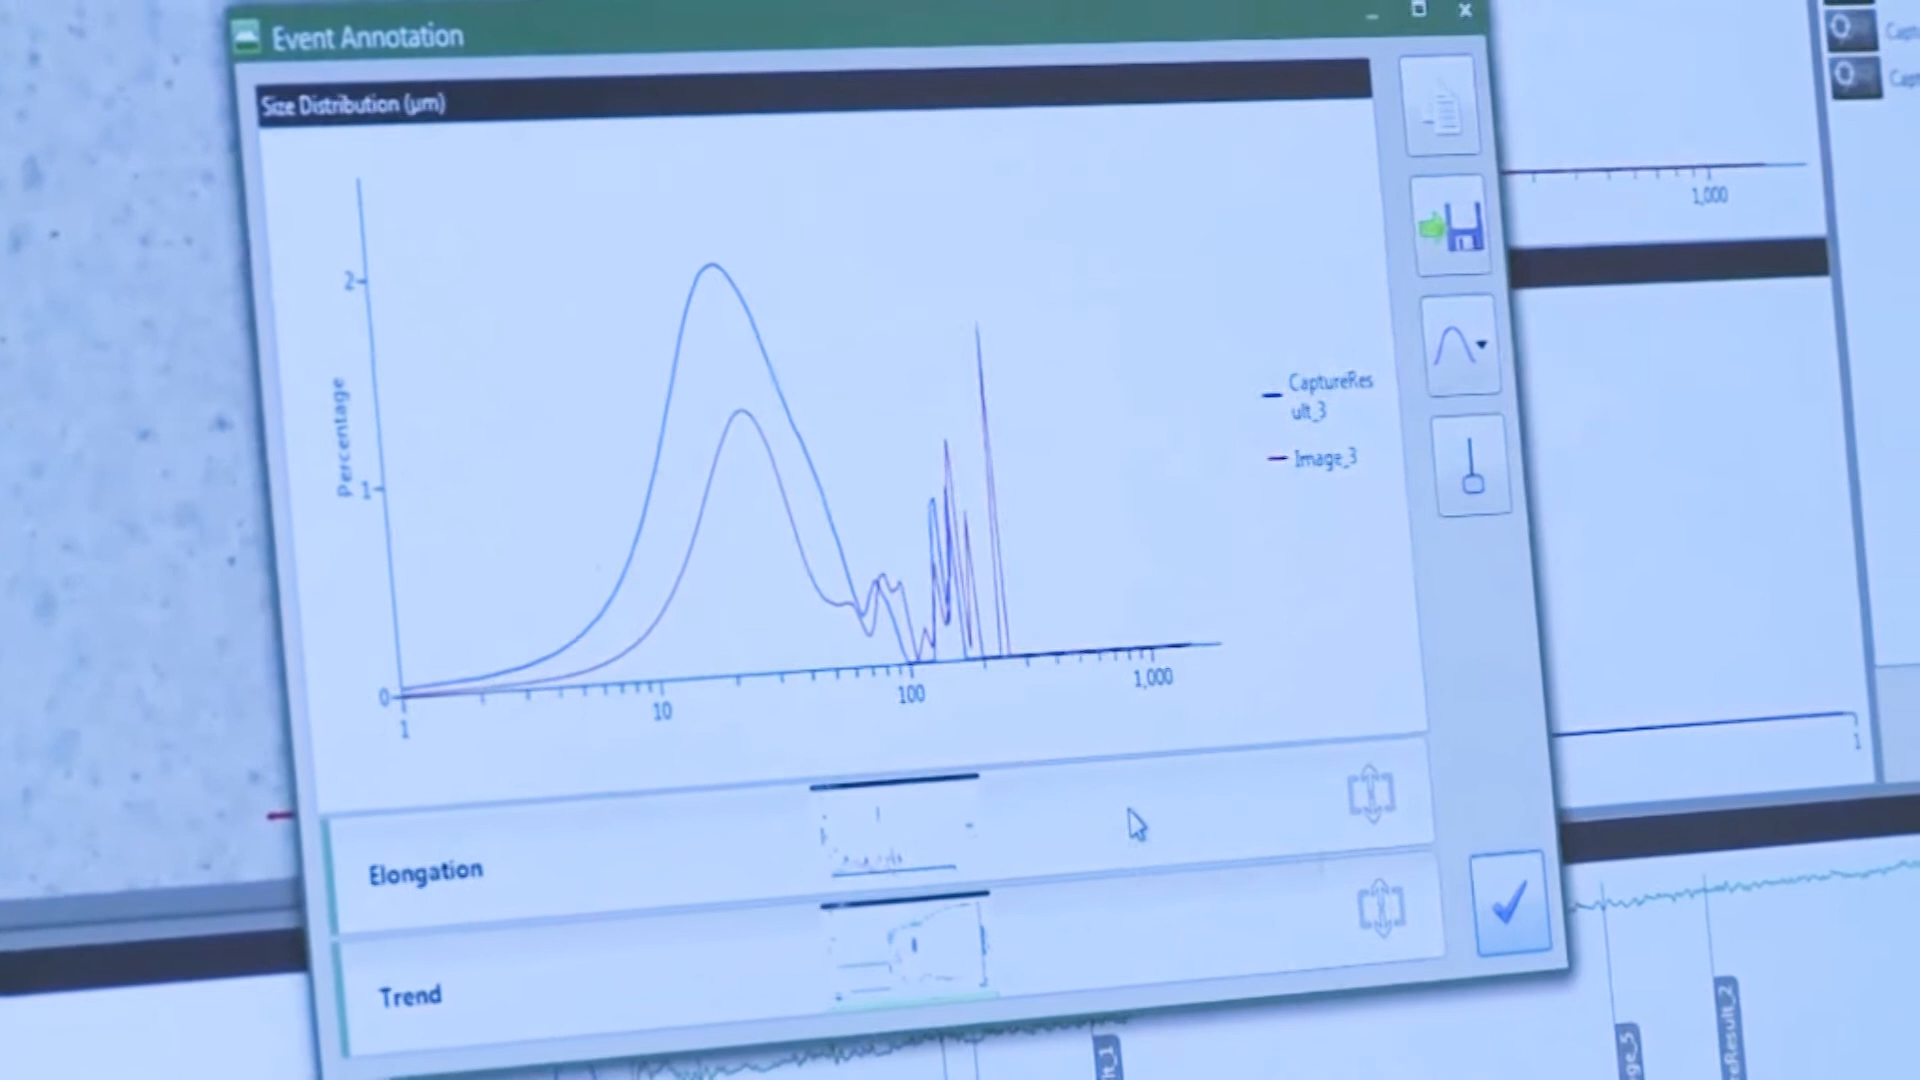 Event Annotation
Size Distribution (µm)
Percentage
2
1
0
1
10
100
1,000
CaptureRes
ult_3
Image_3
Elongation
Trend
1,000
1